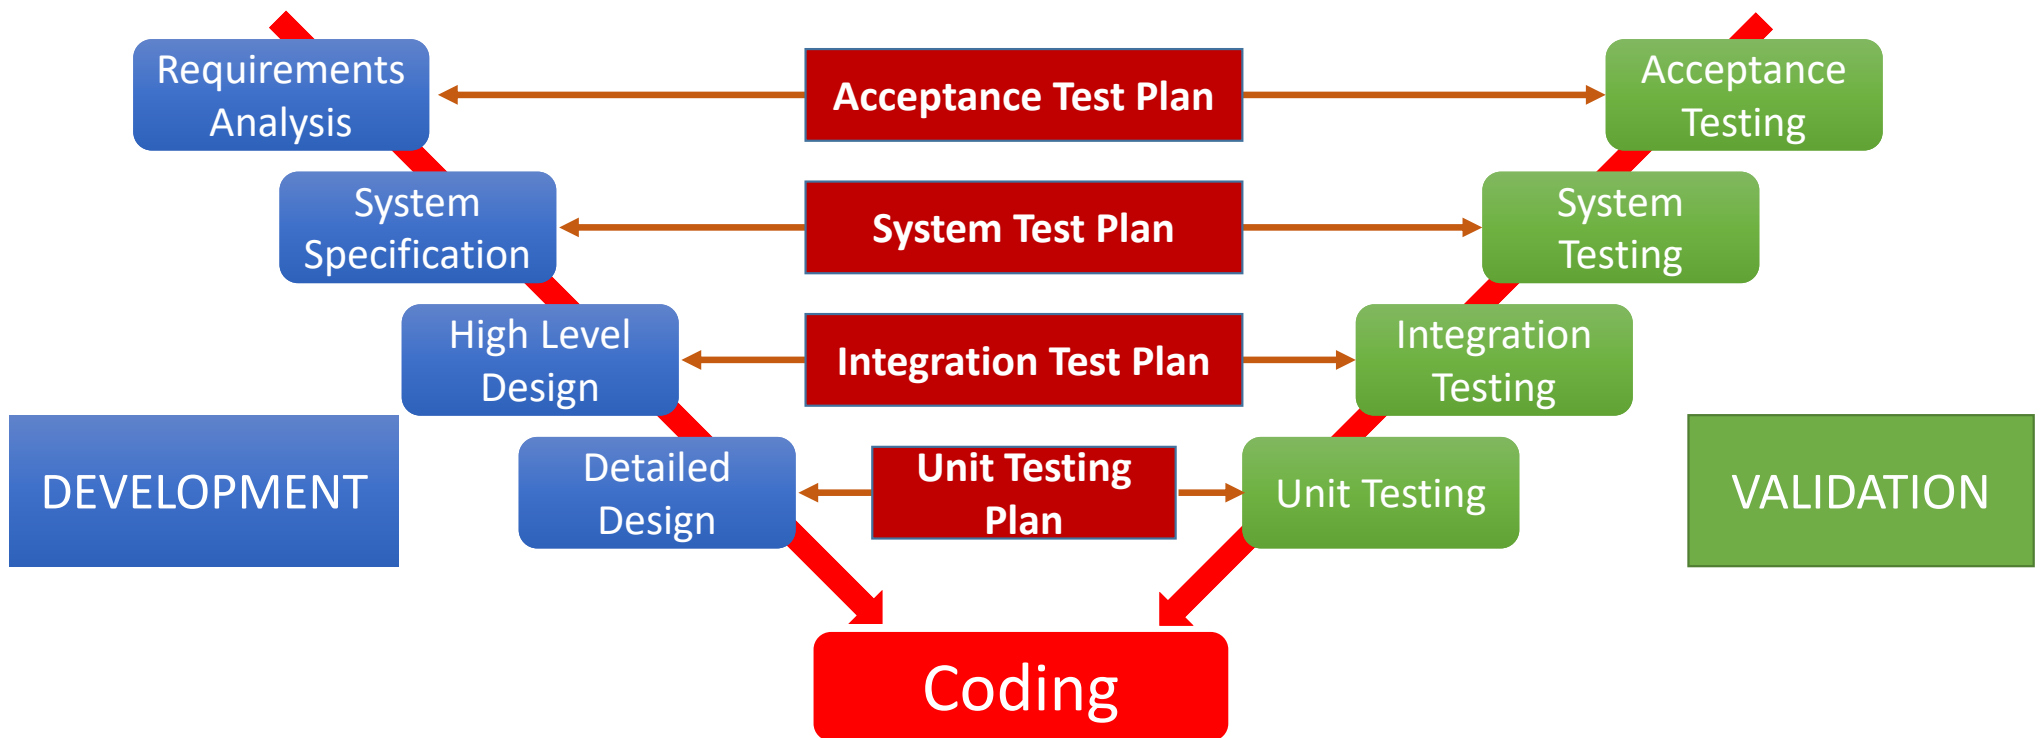 Requirements
Analysis
Acceptance Test Plan
Acceptance
Testing
System
Specification
System Test Plan
System
Testing
High Level
Design
Integration Test Plan
Integration
Testing
DEVELOPMENT
Detailed
Design
Unit Testing
Plan
Unit Testing
VALIDATION
Coding